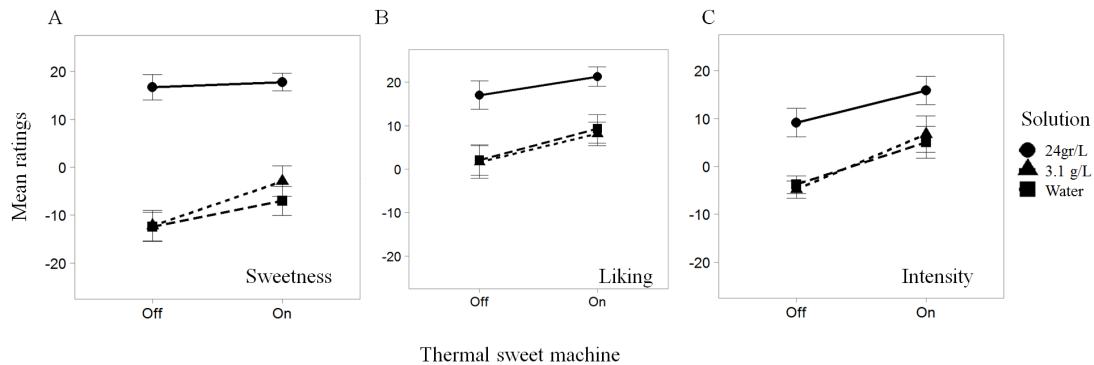 A
B
C
Mean ratings
20
10
0
-10
-20
Sweetness
Off
On
20
10
0
-10
-20
Liking
Off
On
20
10
0
-10
-20
Intensity
Off
On
Solution
24gr/L
3.1 g/L
Water
Thermal sweet machine